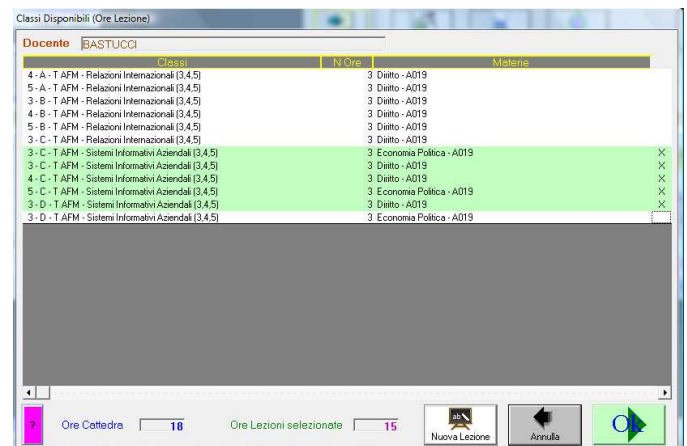 Classi Disponibili (Ore Lezione)
Docente BASTUCCI
Classi N Ore Materie
4 - A - T AFM - Relazioni Internazionali (3,4,5) 3 Diritto - A019
5 - A - T AFM - Relazioni Internazionali (3,4,5) 3 Diritto - A019
3 - B - T AFM - Relazioni Internazionali (3,4,5) 3 Diritto - A019
4 - B - T AFM - Relazioni Internazionali (3,4,5) 3 Diritto - A019
5 - B - T AFM - Relazioni Internazionali (3,4,5) 3 Diritto - A019
3 - C - T AFM - Relazioni Internazionali (3,4,5) 3 Diritto - A019
3 - C - T AFM - Sistemi Informativi Aziendali (3,4,5) 3 Economia Politica - A019 X
3 - C - T AFM - Sistemi Informativi Aziendali (3,4,5) 3 Diritto - A019 X
4 - C - T AFM - Sistemi Informativi Aziendali (3,4,5) 3 Diritto - A019 X
5 - C - T AFM - Sistemi Informativi Aziendali (3,4,5) 3 Economia Politica - A019 X
3 - D - T AFM - Sistemi Informativi Aziendali (3,4,5) 3 Diritto - A019 X
3 - D - T AFM - Sistemi Informativi Aziendali (3,4,5) 3 Economia Politica - A019
? Ore Cattedra 18 Ore Lezioni selezionate 15 ab Nuova Lezione Annulla Ok